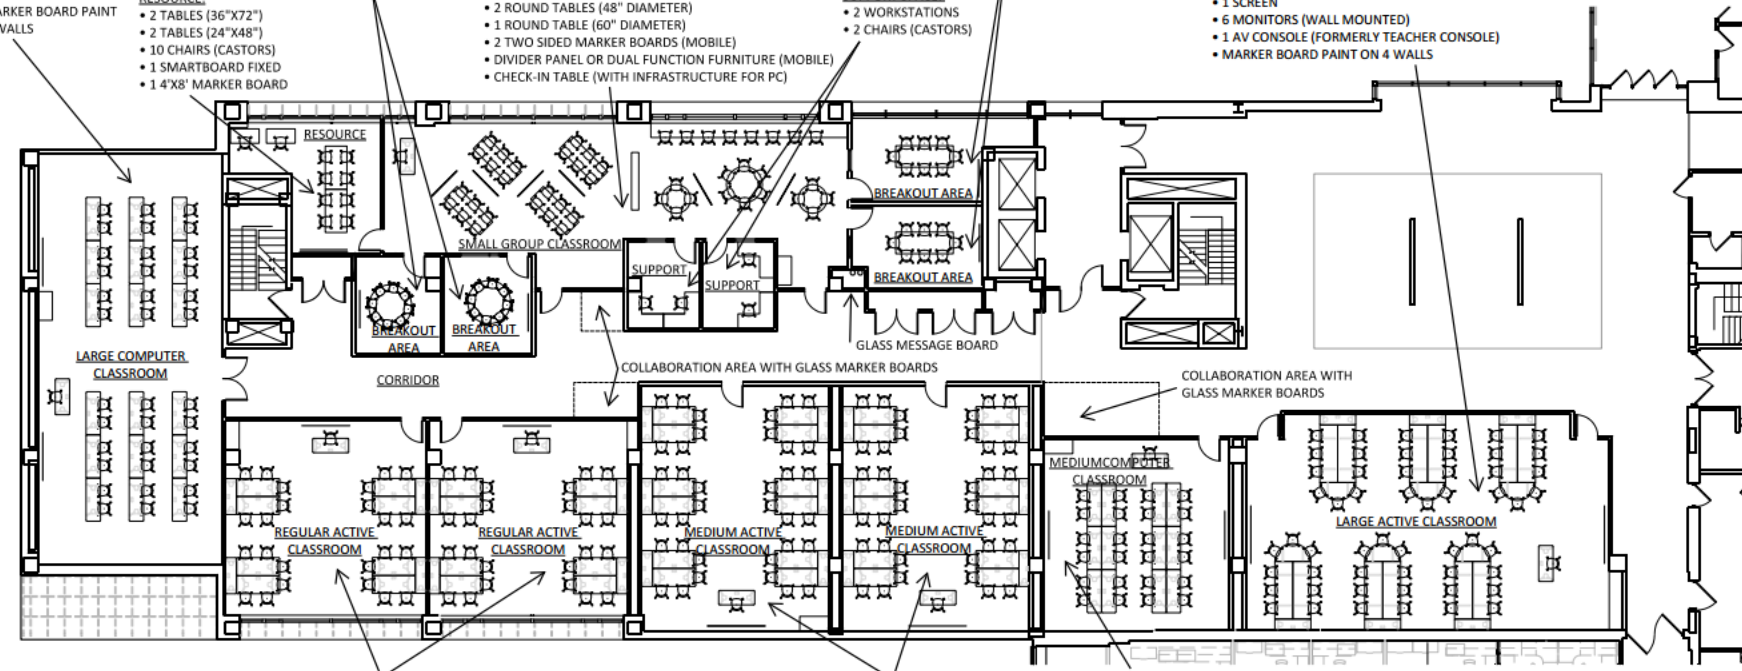 ARKER BOARD PAINT
WALLS
RESOURCE:
• 2 TABLES (36"X72")
• 2 TABLES (24"X48")
• 10 CHAIRS (CASTORS)
• 1 SMARTBOARD FIXED
• 1 4'X8' MARKER BOARD
• 2 ROUND TABLES (48" DIAMETER)
• 1 ROUND TABLE (60" DIAMETER)
• 2 TWO SIDED MARKER BOARDS (MOBILE)
• DIVIDER PANEL OR DUAL FUNCTION FURNITURE (MOBILE)
• CHECK-IN TABLE (WITH INFRASTRUCTURE FOR PC)
• 2 WORKSTATIONS
• 2 CHAIRS (CASTORS)
• 1 SCREEN
• 6 MONITORS (WALL MOUNTED)
• 1 AV CONSOLE (FORMERLY TEACHER CONSOLE)
• MARKER BOARD PAINT ON 4 WALLS
RESOURCE
BREAKOUT AREA
SMALL GROUP CLASSROOM
SUPPORT
SUPPORT
BREAKOUT AREA
BREAKOUT
AREA
BREAKOUT
AREA
GLASS MESSAGE BOARD
LARGE COMPUTER
CLASSROOM
CORRIDOR
COLLABORATION AREA WITH GLASS MARKER BOARDS
COLLABORATION AREA WITH
GLASS MARKER BOARDS
MEDIUMCOMPUTER
CLASSROOM
REGULAR ACTIVE
CLASSROOM
REGULAR ACTIVE
CLASSROOM
MEDIUM ACTIVE
CLASSROOM
MEDIUM ACTIVE
CLASSROOM
LARGE ACTIVE CLASSROOM